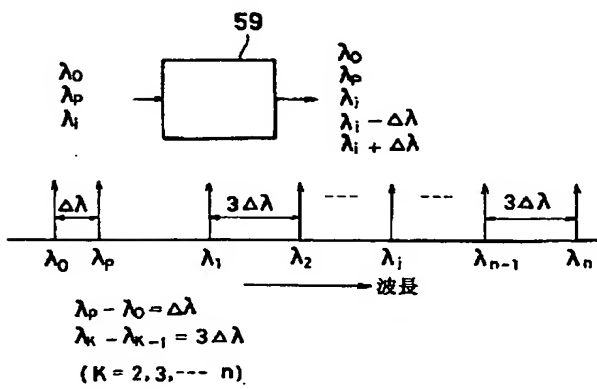 59
λ0
λP
λi
λ0
λP
λi
λi − Δλ
λi + Δλ
Δλ
3Δλ
----
----
3Δλ
λ0 λP λ1 λ2 λi λn-1 λn
波長
λP − λ0 = Δλ
λK − λK-1 = 3Δλ
(K = 2, 3, ---- n)